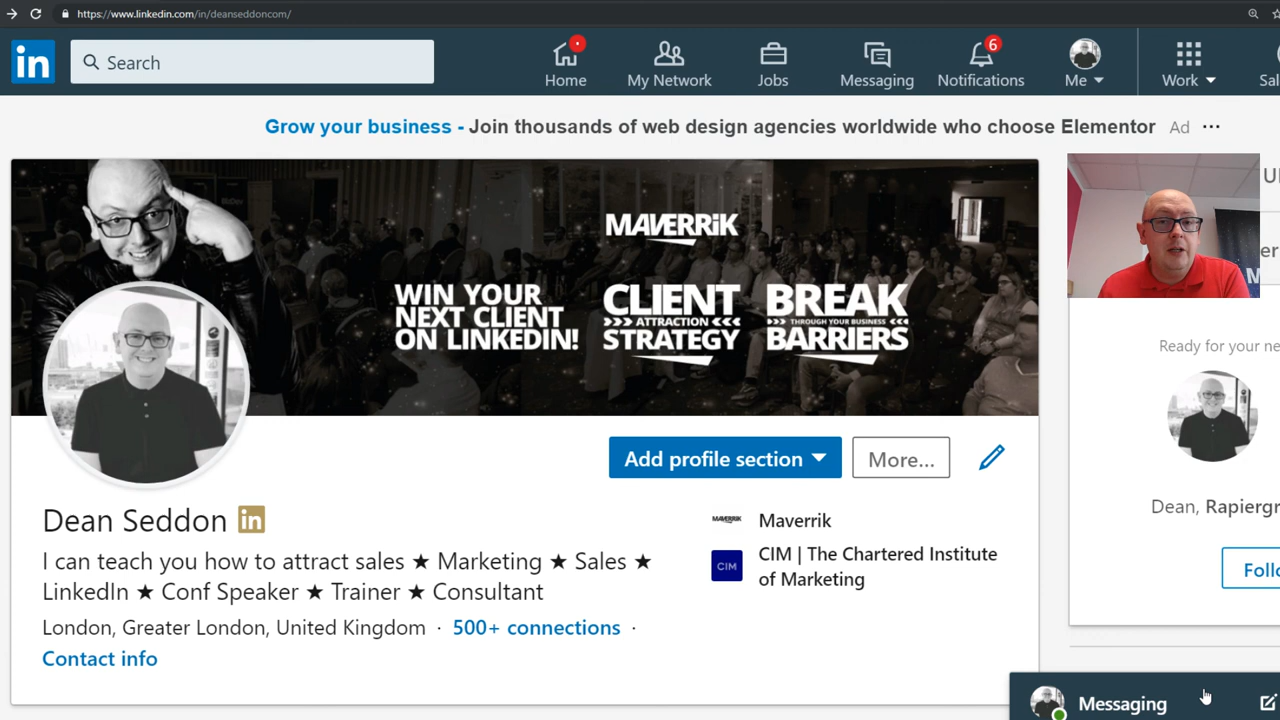 https://www.linkedin.com/in/deanseddoncom/
in
Search
Home
My Network
Jobs
Messaging
6
Notifications
Me
Work
Sal
Grow your business - Join thousands of web design agencies worldwide who choose Elementor
Ad
MAVERRiK
WIN YOUR
NEXT CLIENT
ON LINKEDIN!
CLIENT
>>> ATTRACTION <<<
STRATEGY
BREAK
>> THROUGH YOUR BUSINESS <<
BARRIERS
Ready for your ne
Add profile section
More...
Dean Seddon in
I can teach you how to attract sales ★ Marketing ★ Sales ★
LinkedIn ★ Conf Speaker ★ Trainer ★ Consultant
London, Greater London, United Kingdom · 500+ connections ·
Contact info
MAVERRiK
Maverrik
CIM
CIM | The Chartered Institute
of Marketing
Dean, Rapiergr
Follo
Messaging